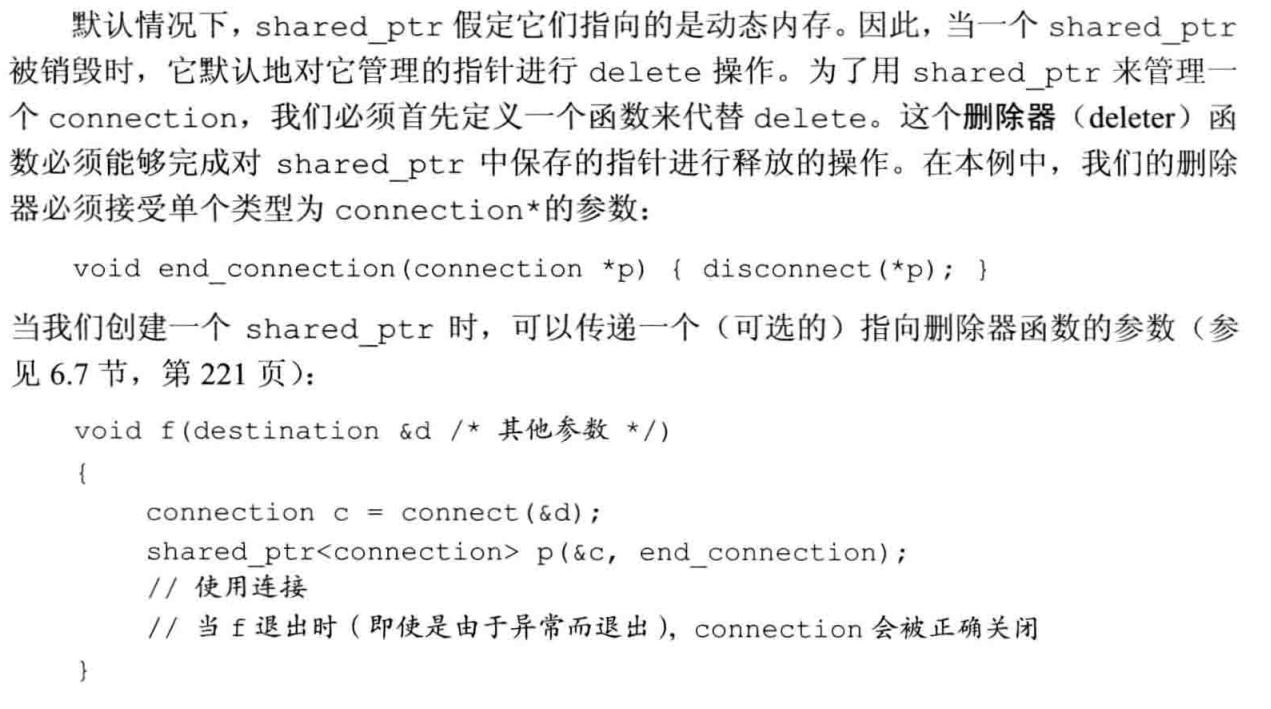 默认情况下，shared_ptr 假定它们指向的是动态内存。因此，当一个 shared_ptr
被销毁时，它默认地对它管理的指针进行 delete 操作。为了用 shared_ptr 来管理一
个 connection，我们必须首先定义一个函数来代替 delete。这个删除器（deleter）函
数必须能够完成对 shared_ptr 中保存的指针进行释放的操作。在本例中，我们的删除
器必须接受单个类型为 connection*的参数：
void end_connection(connection *p) { disconnect(*p); }
当我们创建一个 shared_ptr 时，可以传递一个（可选的）指向删除器函数的参数（参
见 6.7 节，第 221 页）：
void f(destination &d /* 其他参数 */)
{
connection c = connect(&d);
shared_ptr<connection> p(&c, end_connection);
// 使用连接
// 当 f 退出时（即使是由于异常而退出），connection 会被正确关闭
}